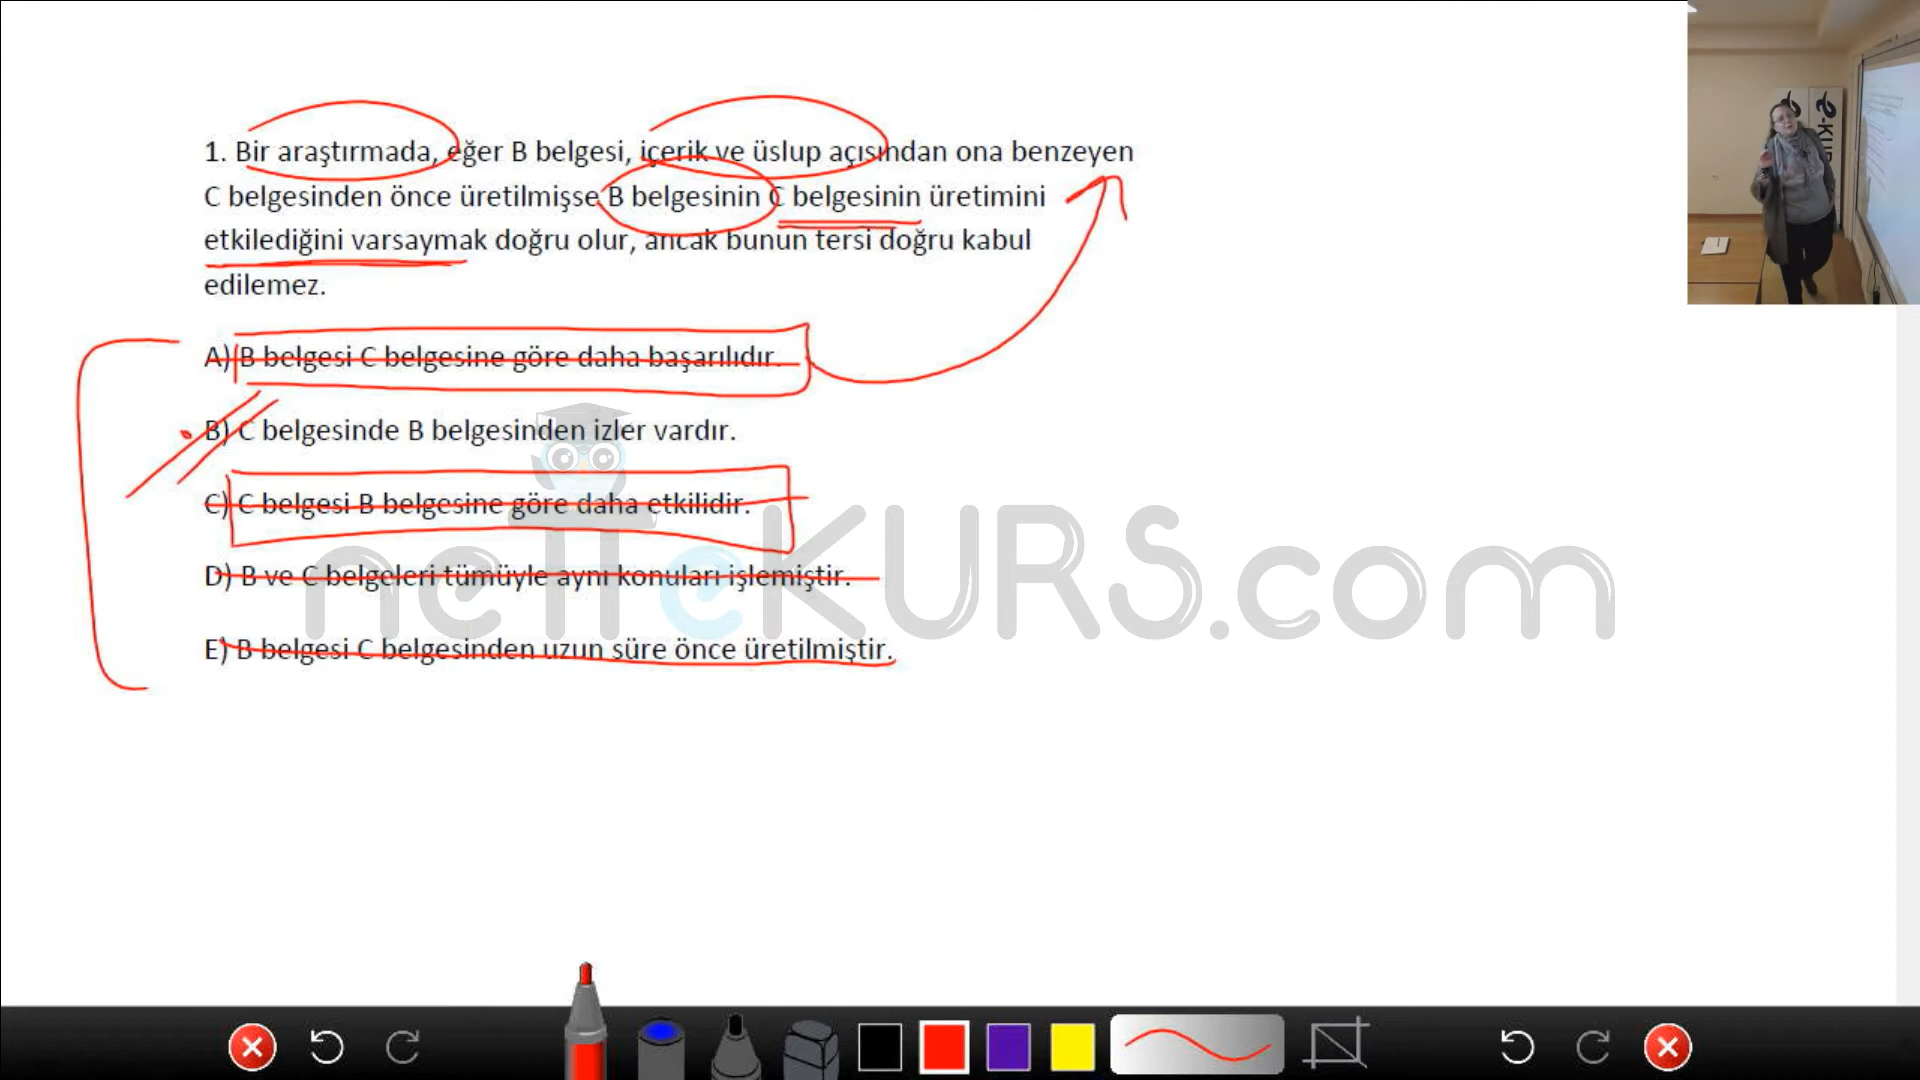 1. Bir araştırmada, eğer B belgesi, içerik ve üslup açısından ona benzeyen
C belgesinden önce üretilmişse B belgesinin C belgesinin üretimini
etkilediğini varsaymak doğru olur, ancak bunun tersi doğru kabul
edilemez.
A) B belgesi C belgesine göre daha başarılıdır.
B) C belgesinde B belgesinden izler vardır.
C) C belgesi B belgesine göre daha etkilidir.
D) B ve C belgeleri tümüyle aynı konuları işlemiştir.
E) B belgesi C belgesinden uzun süre önce üretilmiştir.
netteKURS.com